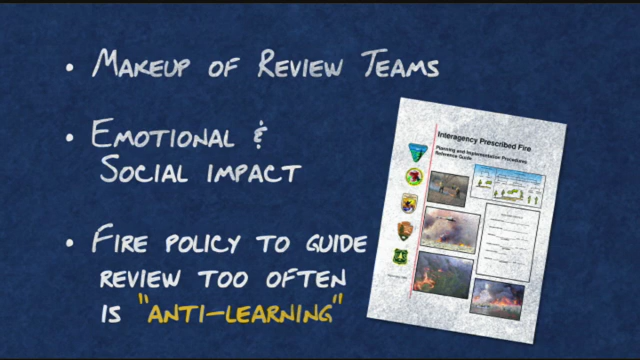 • Makeup of Review Teams
• Emotional &
Social impact
• Fire policy to guide
review too often
is "anti-learning"
Interagency Prescribed Fire
Planning and Implementation Procedures
Reference Guide